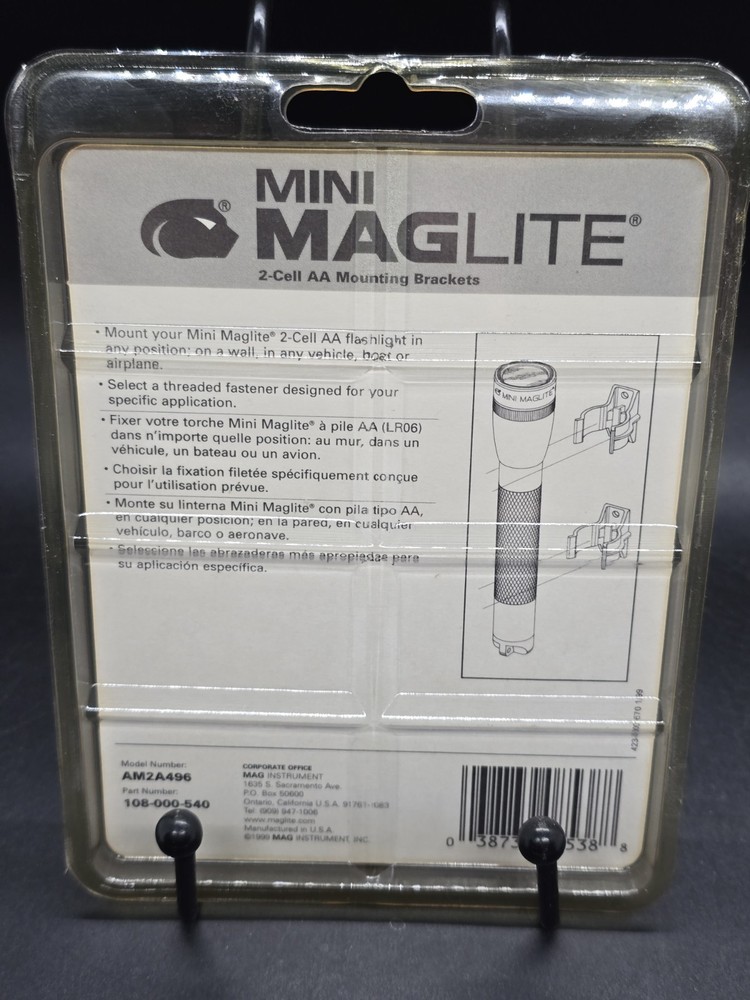 MINI
MAGLITE®
2-Cell AA Mounting Brackets
• Mount your Mini Maglite® 2-Cell AA flashlight in
any position; on a wall, in any vehicle, boat or
airplane.
• Select a threaded fastener designed for your
specific application.
• Fixer votre torche Mini Maglite® à pile AA (LR06)
dans n'importe quelle position: au mur, dans un
véhicule, un bateau ou un avion.
• Choisir la fixation filetée spécifiquement conçue
pour l'utilisation prévue.
• Monte su linterna Mini Maglite® con pila tipo AA,
en cualquier posición; en la pared, en cualquier
vehículo, barco o aeronave.
• Seleccione las abrazaderas más apropiedae para
su aplicación específica.
MINI MAGLITE
Model Number:
AM2A496
Part Number:
108-000-540
CORPORATE OFFICE
MAG INSTRUMENT
1635 S. Sacramento Ave.
P.O. Box 50600
Ontario, California U.S.A. 91761-1083
Tel: (909) 947-1006
www.maglite.com
Manufactured in U.S.A.
©1999 MAG INSTRUMENT, INC.
0 3873 538 8